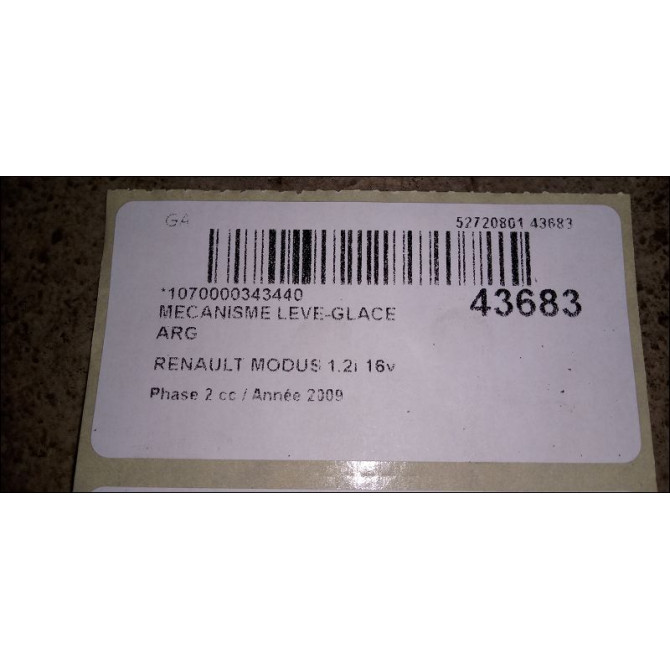 GA 52720801 43683
*1070000343440
43683
MECANISME LEVE-GLACE
ARG
RENAULT MODUS 1.2i 16v
Phase 2 cc / Année 2009